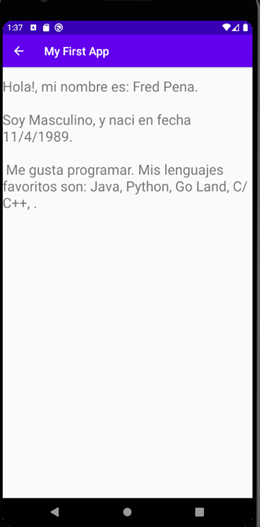 1:37
My First App
Hola!, mi nombre es: Fred Pena.
Soy Masculino, y naci en fecha
11/4/1989.
Me gusta programar. Mis lenguajes
favoritos son: Java, Python, Go Land, C/
C++, .